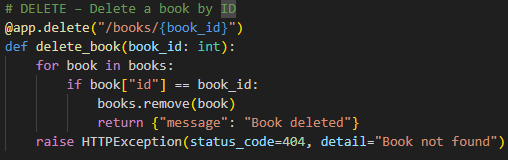 # DELETE – Delete a book by ID
@app.delete("/books/{book_id}")
def delete_book(book_id: int):
    for book in books:
        if book["id"] == book_id:
            books.remove(book)
            return {"message": "Book deleted"}
    raise HTTPException(status_code=404, detail="Book not found")